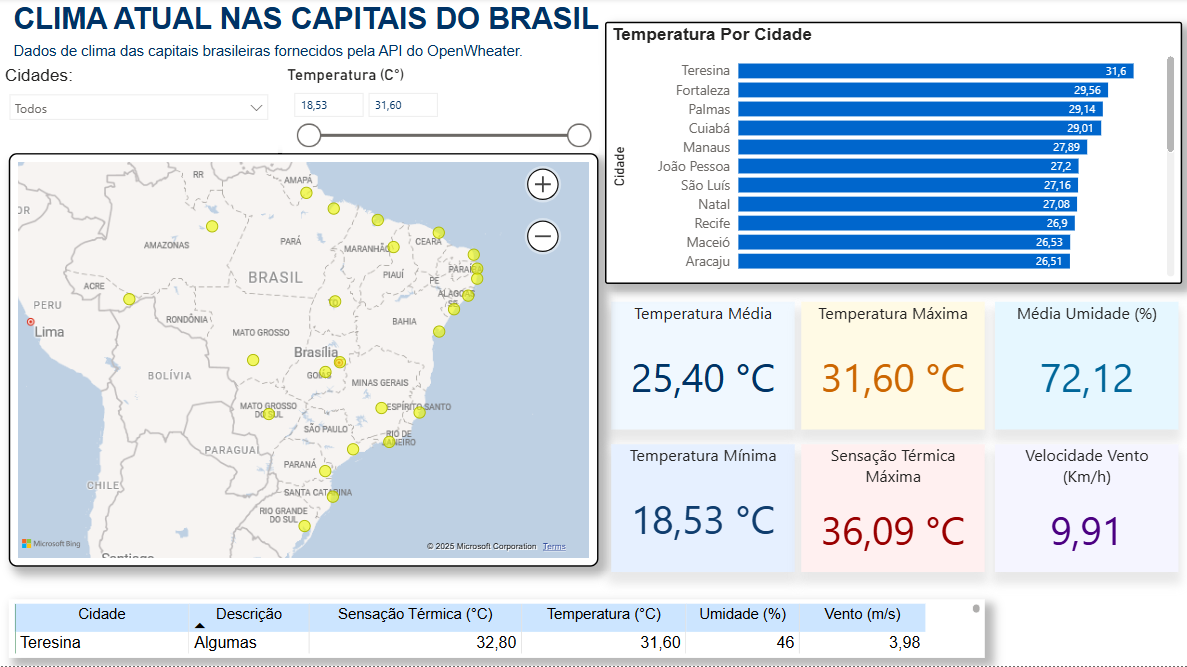 CLIMA ATUAL NAS CAPITAIS DO BRASIL
Dados de clima das capitais brasileiras fornecidos pela API do OpenWheater.
Cidades:
Todos
Temperatura (C°)
18,53
31,60
RR
AMAPÁ
OR
AMAZONAS
PARÁ
MARANHÃO
CEARÁ
BRASIL
PIAUÍ
PARAÍBA
PE
ACRE
ALAGOAS
SE
PERU
TO
RONDÔNIA
BAHIA
Lima
MATO GROSSO
Brasília
GOIÁS
BOLÍVIA
MINAS GERAIS
MATO GROSSO
DO SUL
ESPÍRITO SANTO
SÃO PAULO
RIO DE
JANEIRO
PARAGUAI
PARANÁ
CHILE
SANTA CATARINA
RIO GRANDE
DO SUL
Santiago
Microsoft Bing
© 2025 Microsoft Corporation Terms
Temperatura Por Cidade
Cidade
Teresina 31,6
Fortaleza 29,56
Palmas 29,14
Cuiabá 29,01
Manaus 27,89
João Pessoa 27,2
São Luís 27,16
Natal 27,08
Recife 26,9
Maceió 26,53
Aracaju 26,51
Temperatura Média
25,40 °C
Temperatura Máxima
31,60 °C
Média Umidade (%)
72,12
Temperatura Mínima
18,53 °C
Sensação Térmica
Máxima
36,09 °C
Velocidade Vento
(Km/h)
9,91
Cidade Descrição Sensação Térmica (°C) Temperatura (°C) Umidade (%) Vento (m/s)
Teresina Algumas 32,80 31,60 46 3,98